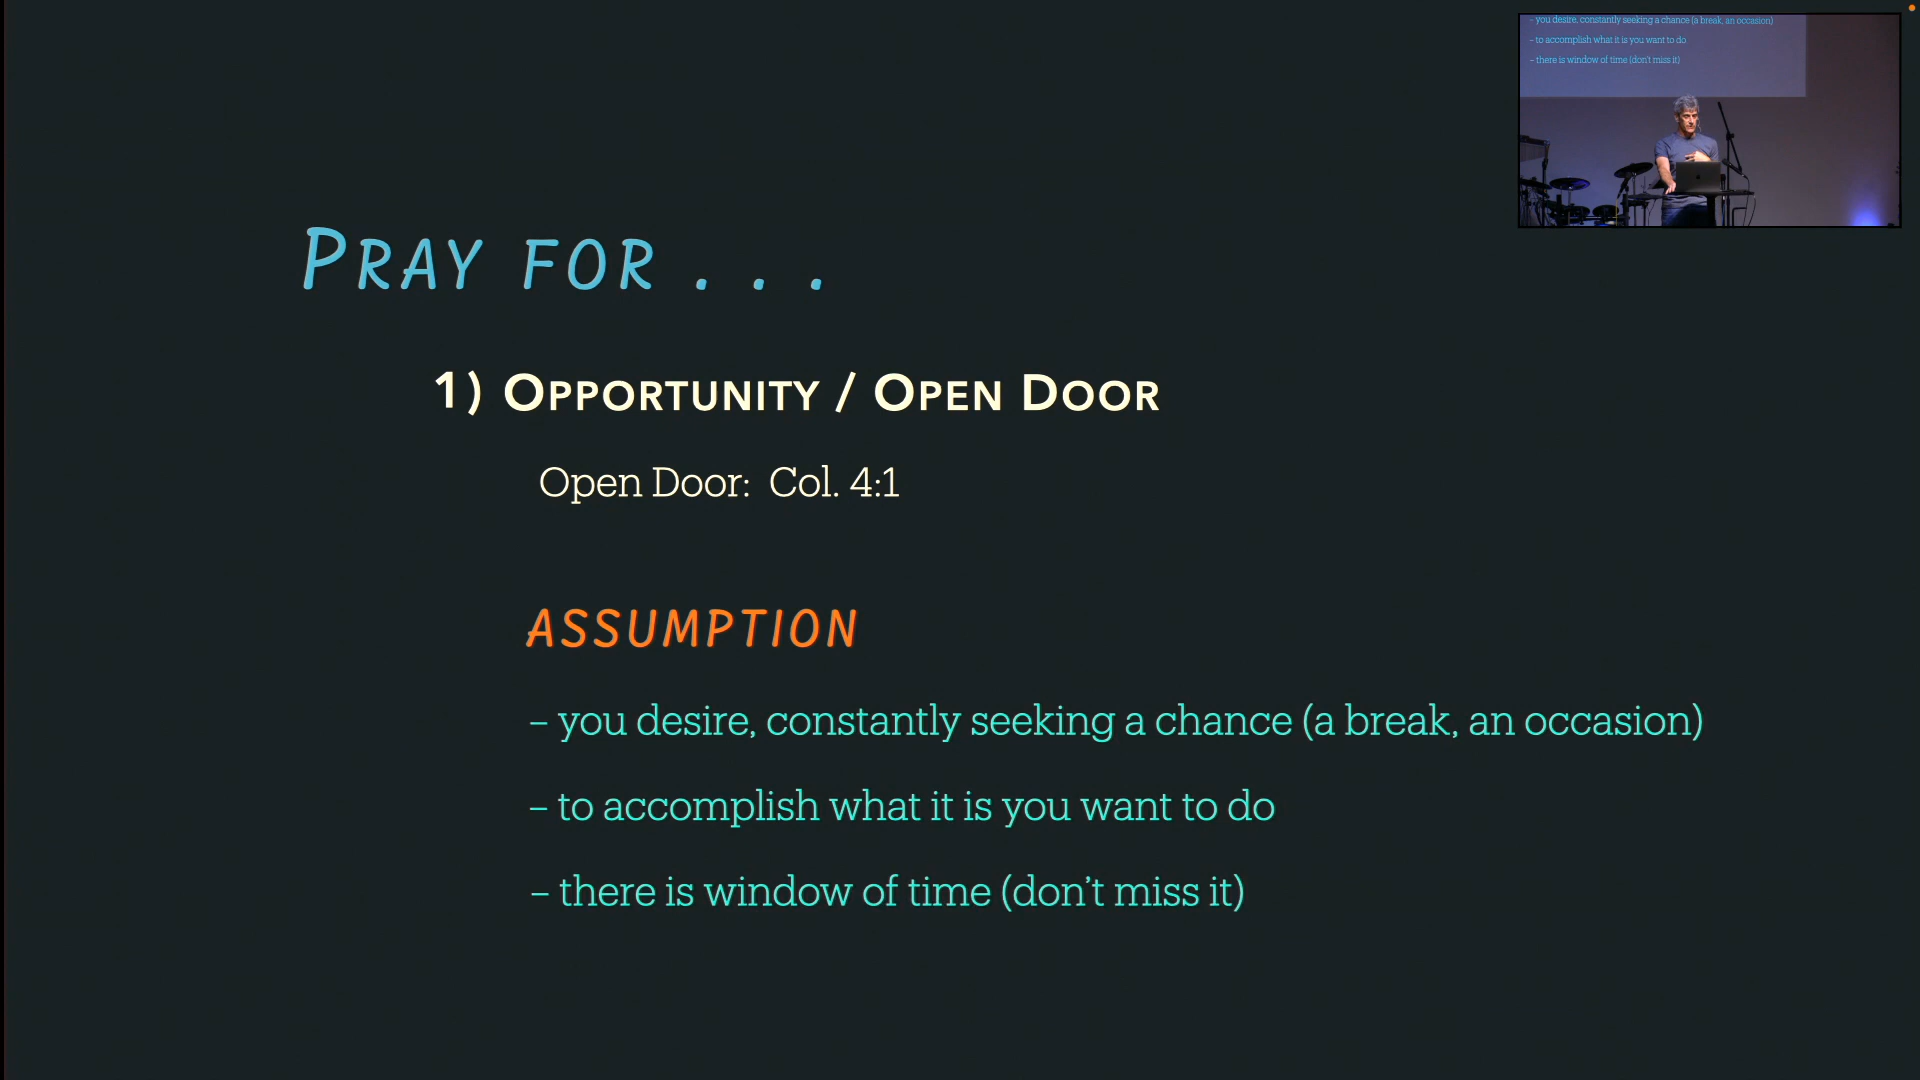 PRAY FOR . . .
1) OPPORTUNITY / OPEN DOOR
Open Door: Col. 4:1
ASSUMPTION
– you desire, constantly seeking a chance (a break, an occasion)
– to accomplish what it is you want to do
– there is window of time (don't miss it)
– you desire, constantly seeking a chance (a break, an occasion)
– to accomplish what it is you want to do
– there is window of time (don't miss it)